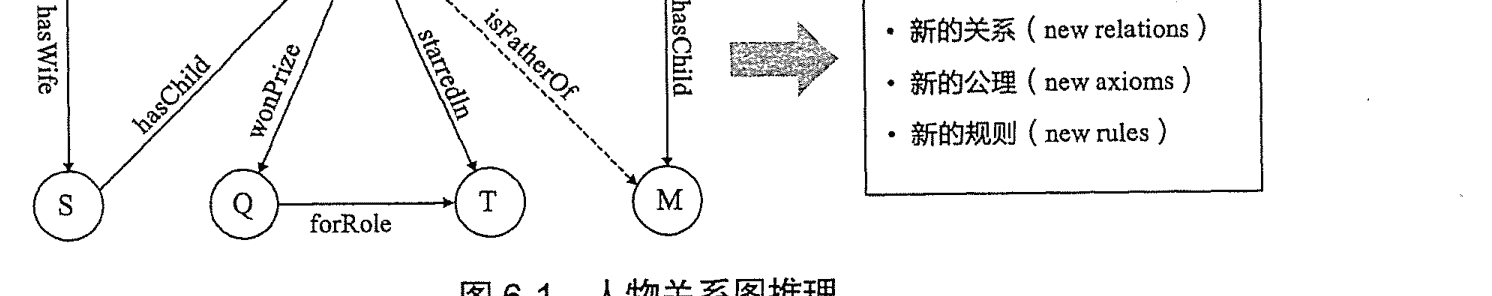 hasWife
hasChild
wonPrize
starredIn
isFatherOf
hasChild
• 新的关系（new relations）
• 新的公理（new axioms）
• 新的规则（new rules）
S
Q
forRole
T
M
图 6-1 人物关系图推理